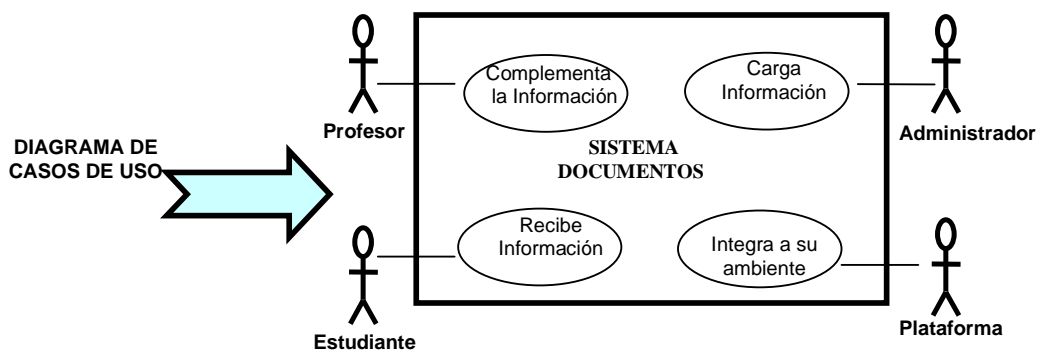 Complementa
la Información
Carga
Información
Profesor
Administrador
DIAGRAMA DE
CASOS DE USO
SISTEMA
DOCUMENTOS
Recibe
Información
Integra a su
ambiente
Estudiante
Plataforma